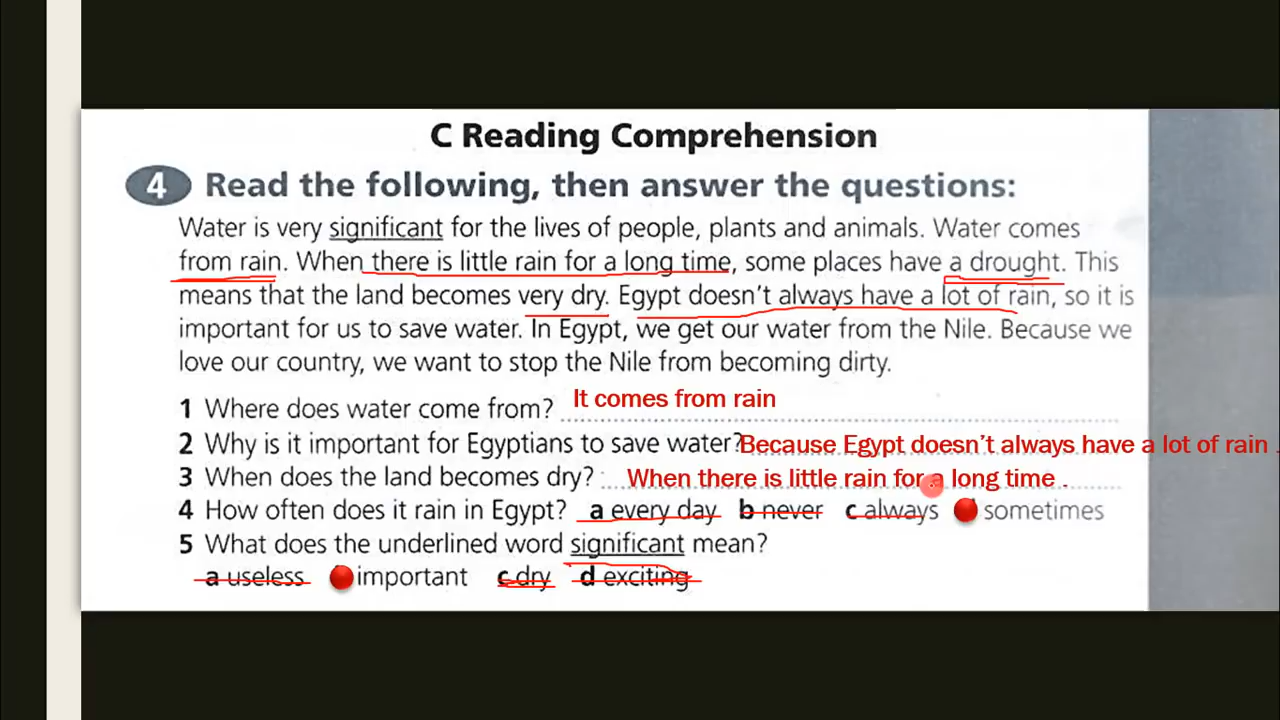 C Reading Comprehension
4 Read the following, then answer the questions:
Water is very significant for the lives of people, plants and animals. Water comes
from rain. When there is little rain for a long time, some places have a drought. This
means that the land becomes very dry. Egypt doesn't always have a lot of rain, so it is
important for us to save water. In Egypt, we get our water from the Nile. Because we
love our country, we want to stop the Nile from becoming dirty.
1 Where does water come from? It comes from rain
2 Why is it important for Egyptians to save water? Because Egypt doesn't always have a lot of rain .
3 When does the land becomes dry? When there is little rain for a long time .
4 How often does it rain in Egypt? a every day b never c always sometimes
5 What does the underlined word significant mean?
a useless important c dry d exciting